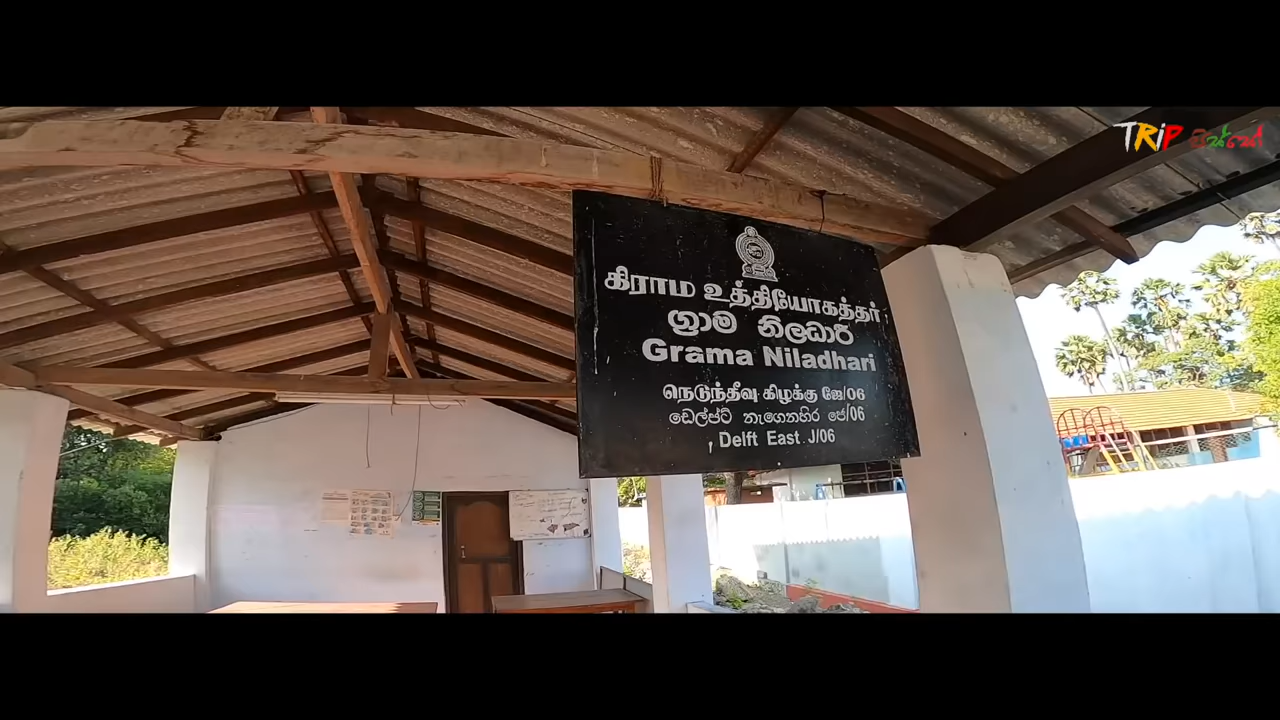 TRIP
கிராம உத்தியோகத்தர்
ග්‍රාම නිලධාරී
Grama Niladhari
நெடுந்தீவு கிழக்கு ஜே/06
ඩෙල්ප්ට් නැගෙනහිර ජේ/06
Delft East J/06